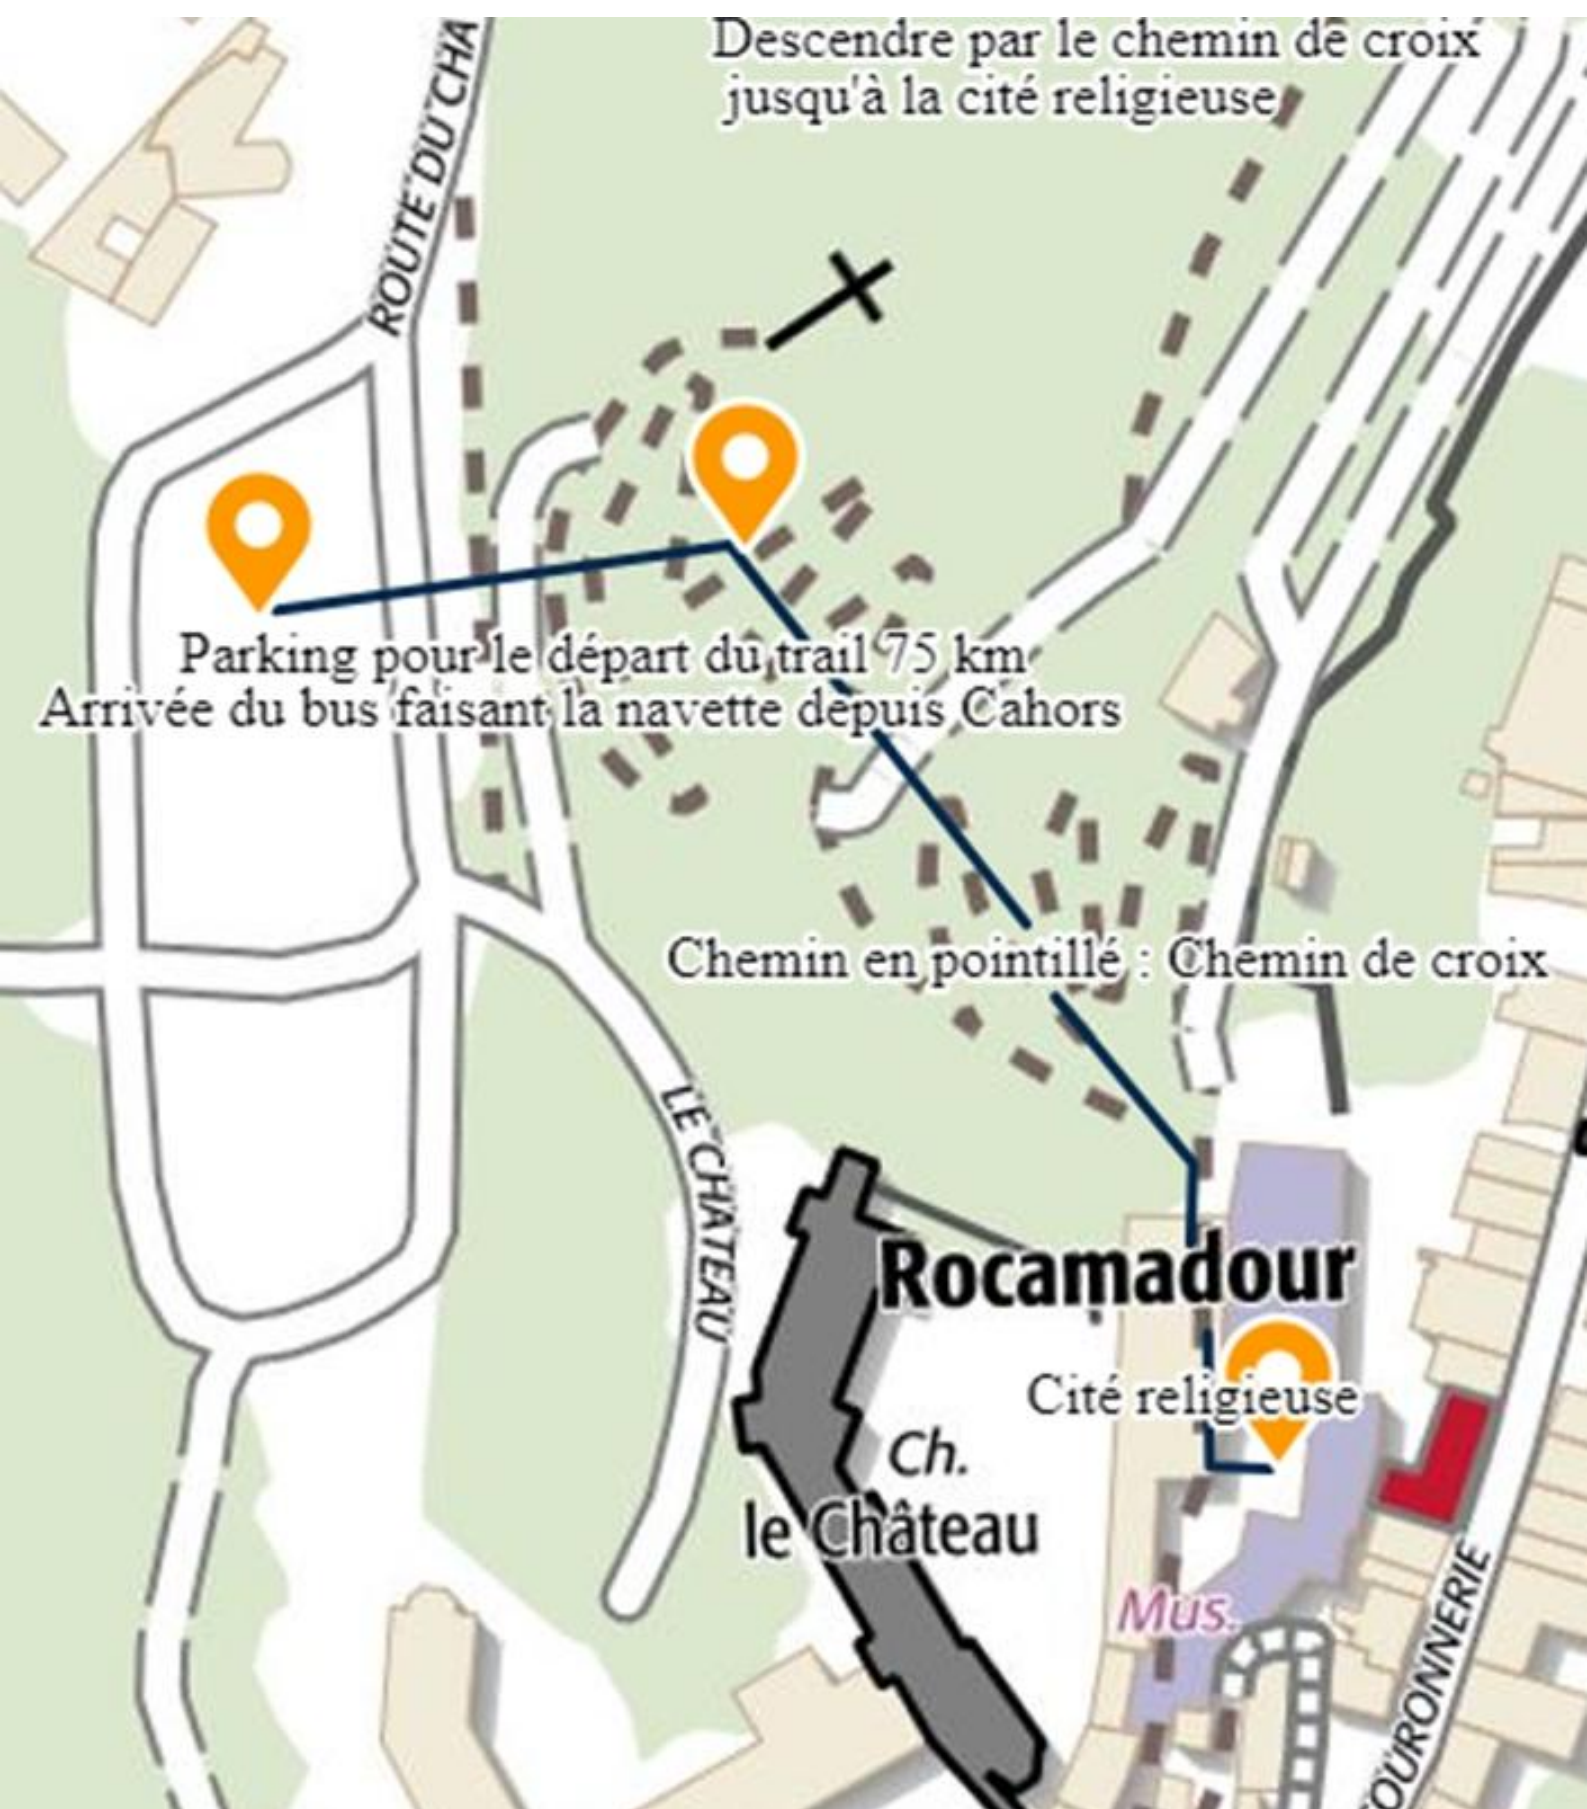 Descendre par le chemin de croix
jusqu'à la cité religieuse
ROUTE DU CHA
Parking pour le départ du trail 75 km
Arrivée du bus faisant la navette depuis Cahors
Chemin en pointillé : Chemin de croix
LE CHÂTEAU
Rocamadour
Cité religieuse
Ch.
le Château
Mus.
OURONNERIE